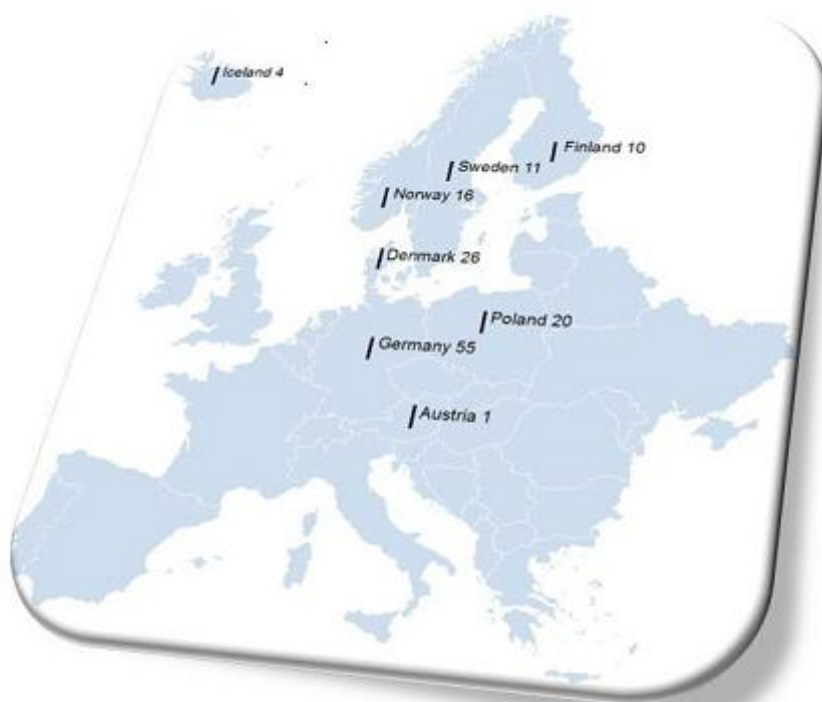 Iceland 4
Finland 10
Sweden 11
Norway 16
Denmark 26
Poland 20
Germany 55
Austria 1